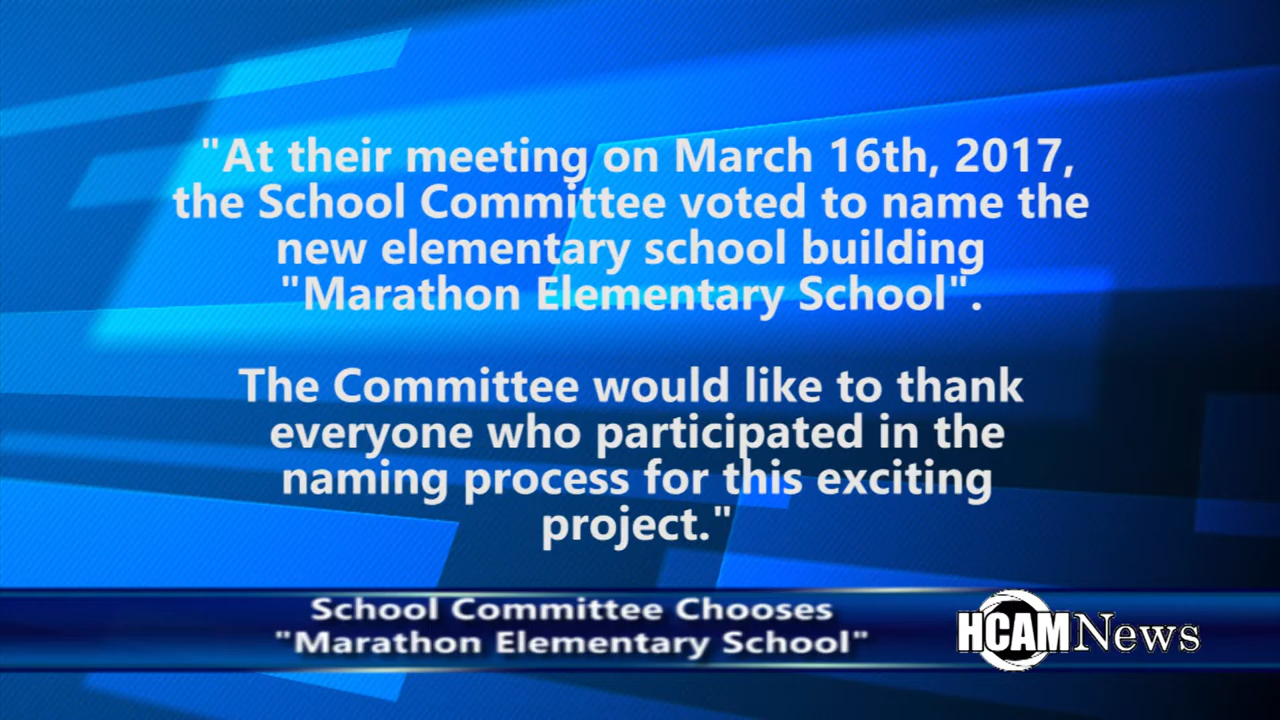 "At their meeting on March 16th, 2017,
the School Committee voted to name the
new elementary school building
"Marathon Elementary School".
The Committee would like to thank
everyone who participated in the
naming process for this exciting
project."
School Committee Chooses
"Marathon Elementary School"
HCAM News